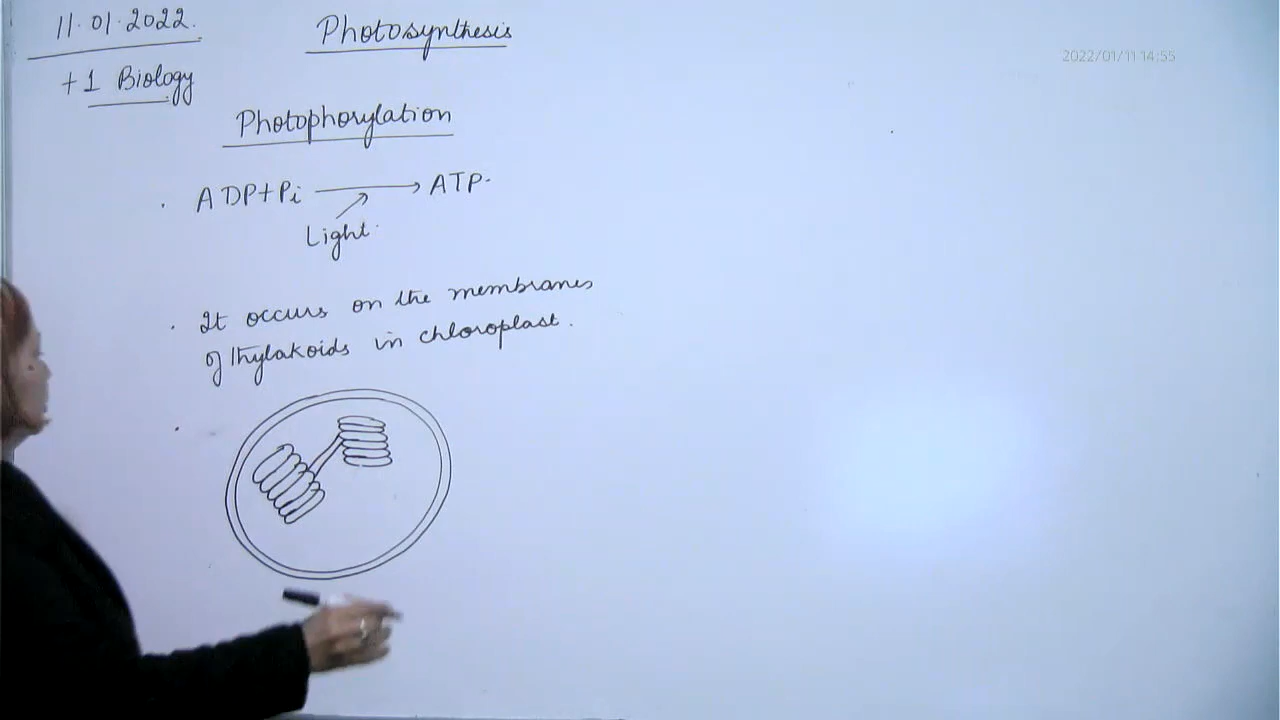 11.01.2022.
Photosynthesis
2022/01/11 14:55
+1 Biology
Photophorylation
ADP+Pi → ATP.
Light.
It occurs on the membranes
of thylakoids in chloroplast.